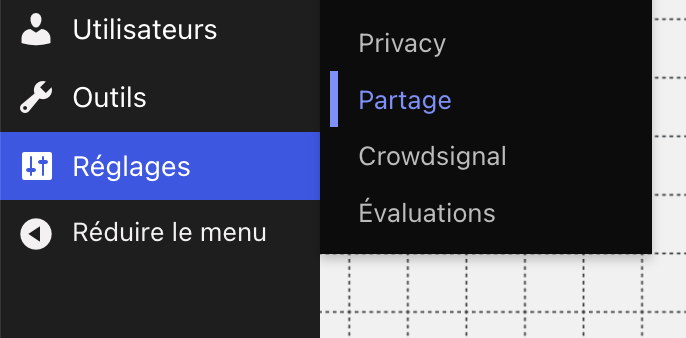 Utilisateurs
Outils
Réglages
Réduire le menu
Privacy
Partage
Crowdsignal
Évaluations